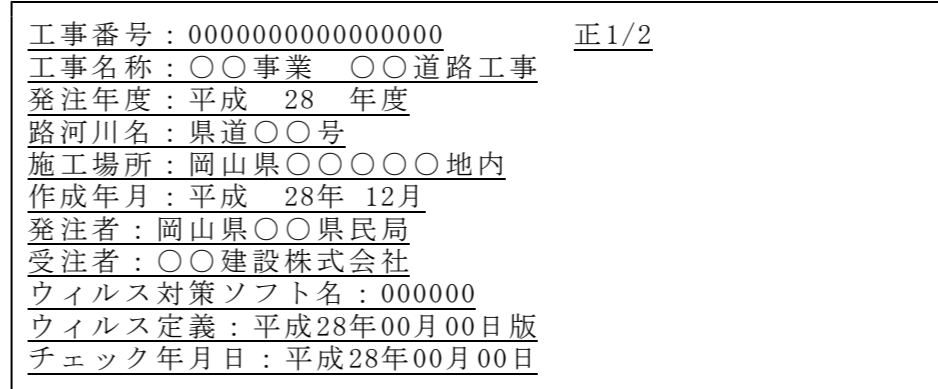 工事番号：0000000000000000　　　　正1/2
工事名称：○○事業　○○道路工事
発注年度：平成　28　年度
路河川名：県道○○号
施工場所：岡山県○○○○○地内
作成年月：平成　28年 12月
発注者：岡山県○○県民局
受注者：○○建設株式会社
ウィルス対策ソフト名：000000
ウィルス定義：平成28年00月00日版
チェック年月日：平成28年00月00日